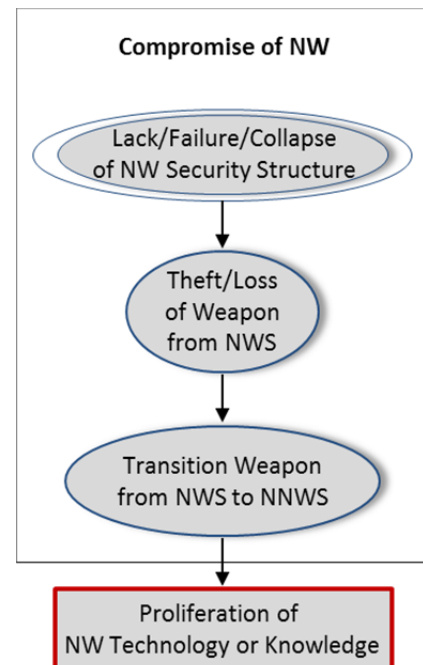 Compromise of NW
Lack/Failure/Collapse
of NW Security Structure
Theft/Loss
of Weapon
from NWS
Transition Weapon
from NWS to NNWS
Proliferation of
NW Technology or Knowledge